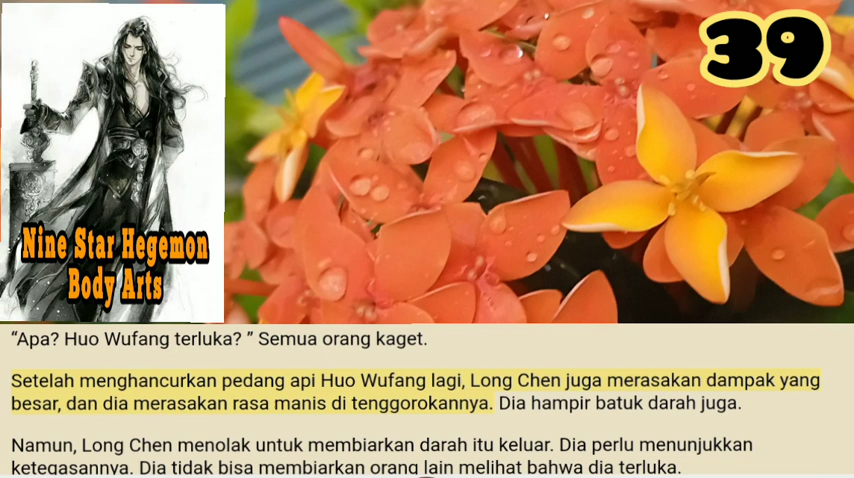 39
Nine Star Hegemon
Body Arts
“Apa? Huo Wufang terluka? ” Semua orang kaget.
Setelah menghancurkan pedang api Huo Wufang lagi, Long Chen juga merasakan dampak yang
besar, dan dia merasakan rasa manis di tenggorokannya. Dia hampir batuk darah juga.
Namun, Long Chen menolak untuk membiarkan darah itu keluar. Dia perlu menunjukkan
ketegasannya. Dia tidak bisa membiarkan orang lain melihat bahwa dia terluka.